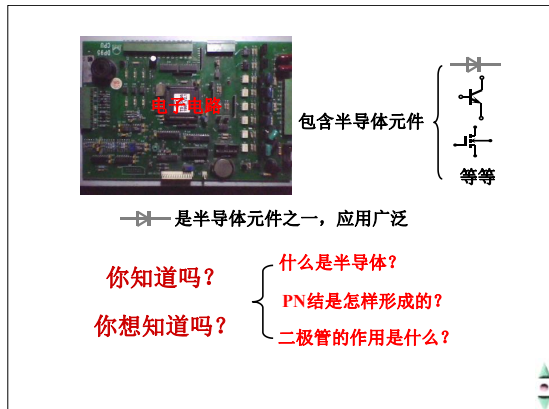 电子电路
包含半导体元件
等等
是半导体元件之一，应用广泛
你知道吗？
你想知道吗？
什么是半导体？
PN结是怎样形成的？
二极管的作用是什么？